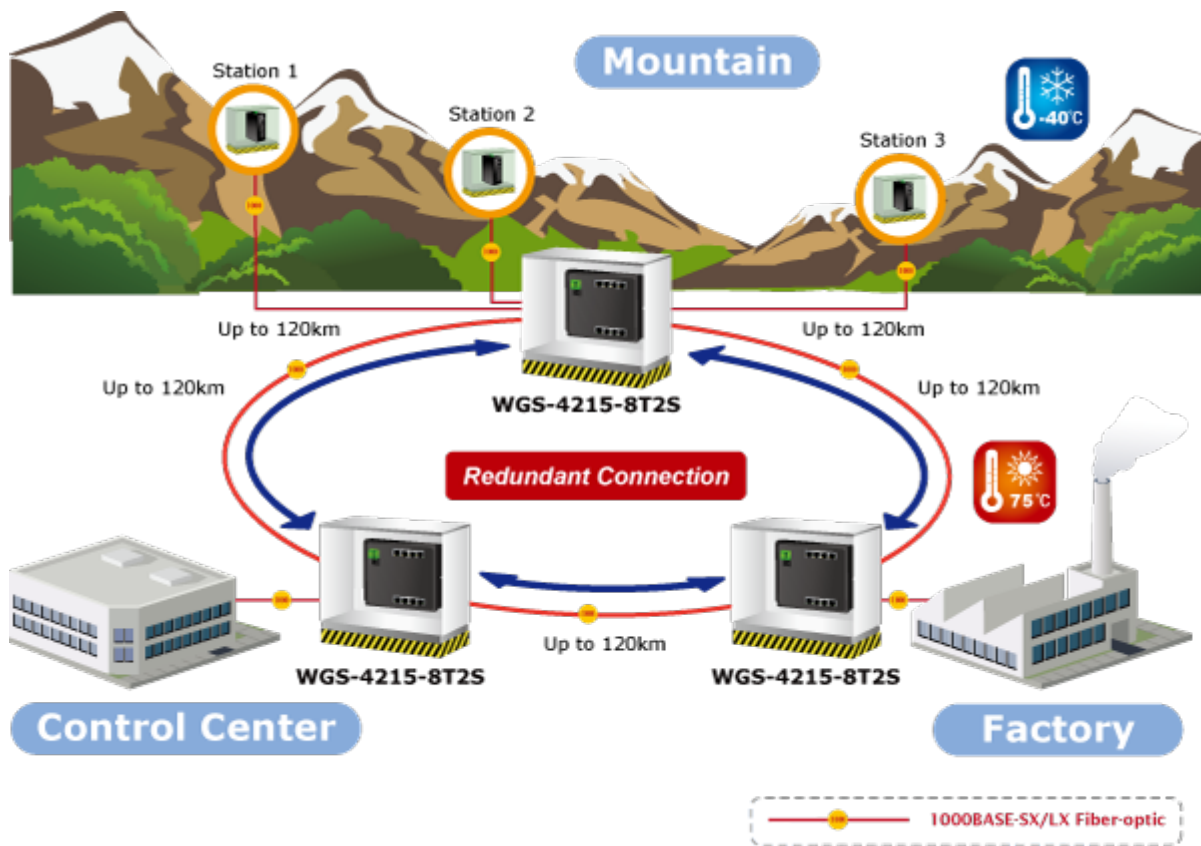 Mountain
Station 1
Station 2
Station 3
-40°C
Up to 120km
Up to 120km
Up to 120km
Up to 120km
WGS-4215-8T2S
Redundant Connection
75°C
Up to 120km
WGS-4215-8T2S
WGS-4215-8T2S
Control Center
Factory
1000BASE-SX/LX Fiber-optic